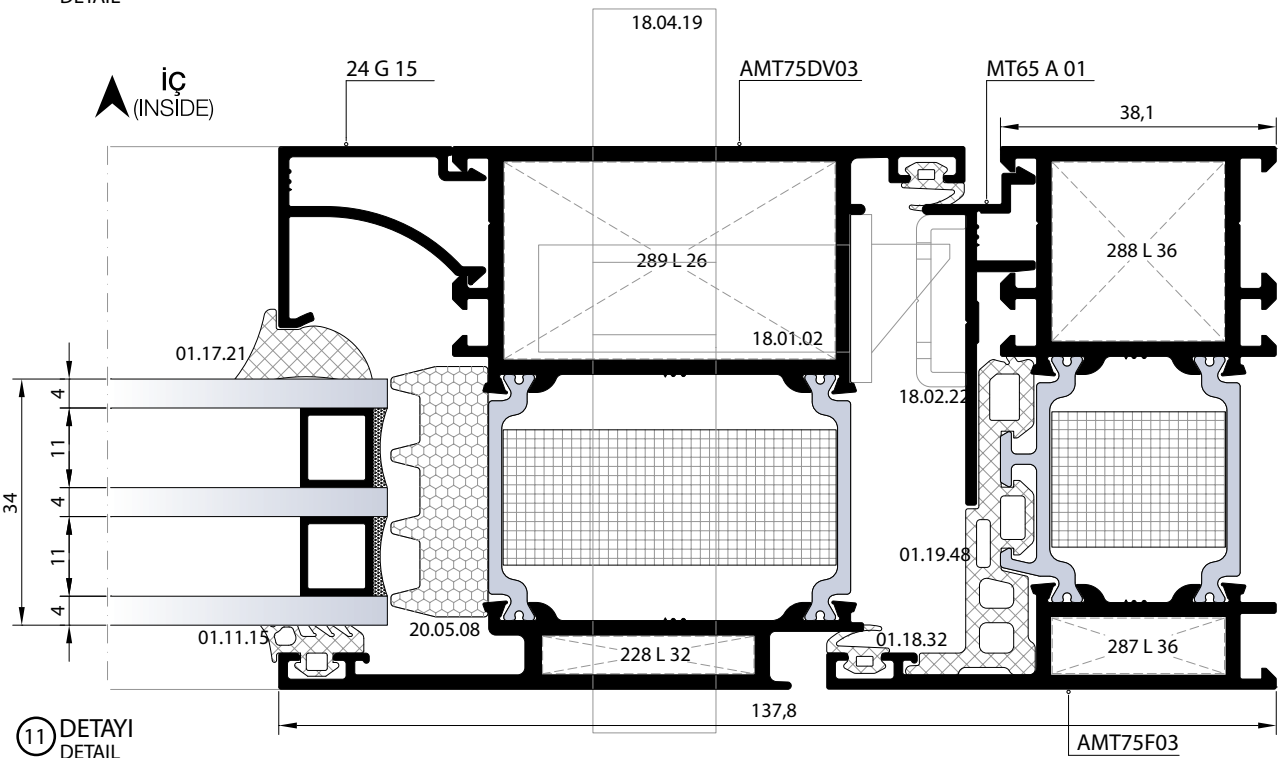 DETAIL
18.04.19
İÇ
(INSIDE)
24 G 15
AMT75DV03
MT65 A 01
38,1
289 L 26
288 L 36
18.01.02
01.17.21
18.02.22
4
11
4
11
4
34
01.19.48
01.11.15
20.05.08
01.18.32
228 L 32
287 L 36
137,8
11 DETAYI
DETAIL
AMT75F03